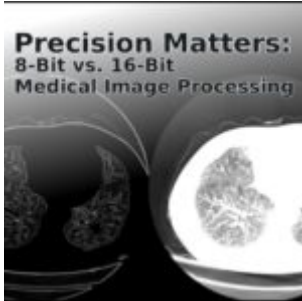 Precision Matters:
8-Bit vs. 16-Bit
Medical Image Processing